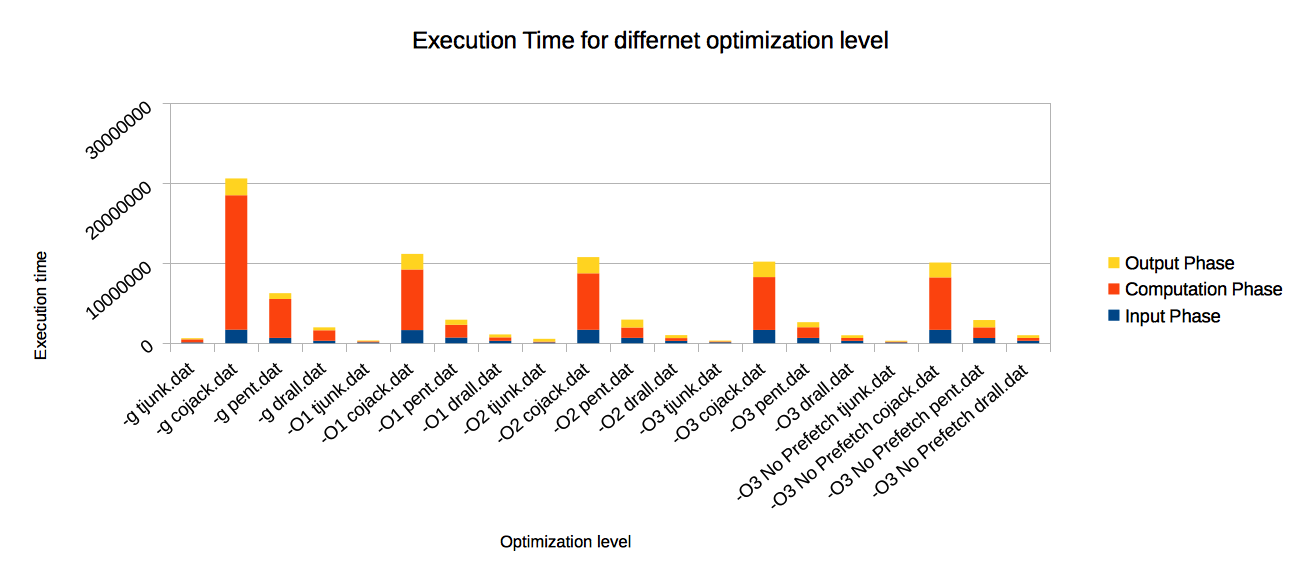 Execution Time for differnet optimization level
Execution time
30000000
20000000
10000000
0
-g tjunk.dat
-g cojack.dat
-g pent.dat
-g drall.dat
-O1 tjunk.dat
-O1 cojack.dat
-O1 pent.dat
-O1 drall.dat
-O2 tjunk.dat
-O2 cojack.dat
-O2 pent.dat
-O2 drall.dat
-O3 tjunk.dat
-O3 cojack.dat
-O3 pent.dat
-O3 drall.dat
-O3 No Prefetch tjunk.dat
-O3 No Prefetch cojack.dat
-O3 No Prefetch pent.dat
-O3 No Prefetch drall.dat
Optimization level
Output Phase
Computation Phase
Input Phase